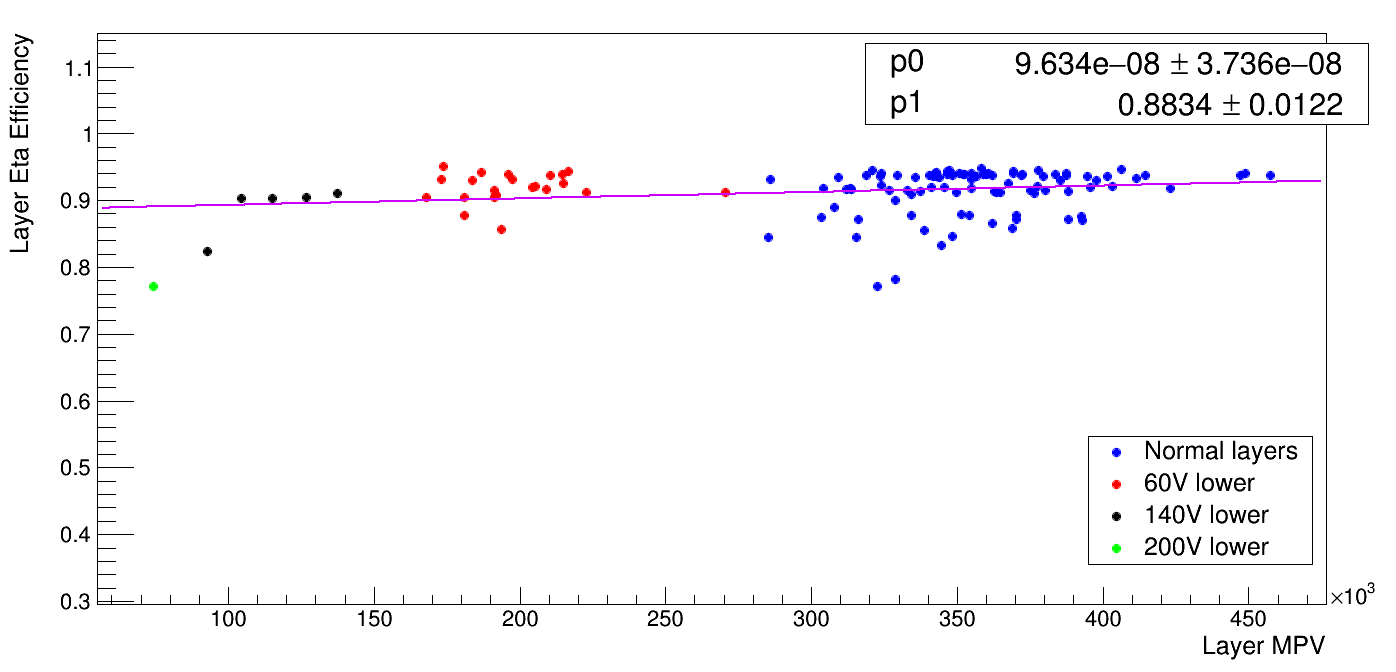 Layer Eta Efficiency
p0 9.634e−08 ± 3.736e−08
p1 0.8834 ± 0.0122
1.1
1
0.9
0.8
0.7
0.6
0.5
0.4
0.3
Normal layers
60V lower
140V lower
200V lower
100 150 200 250 300 350 400 450
×10³
Layer MPV